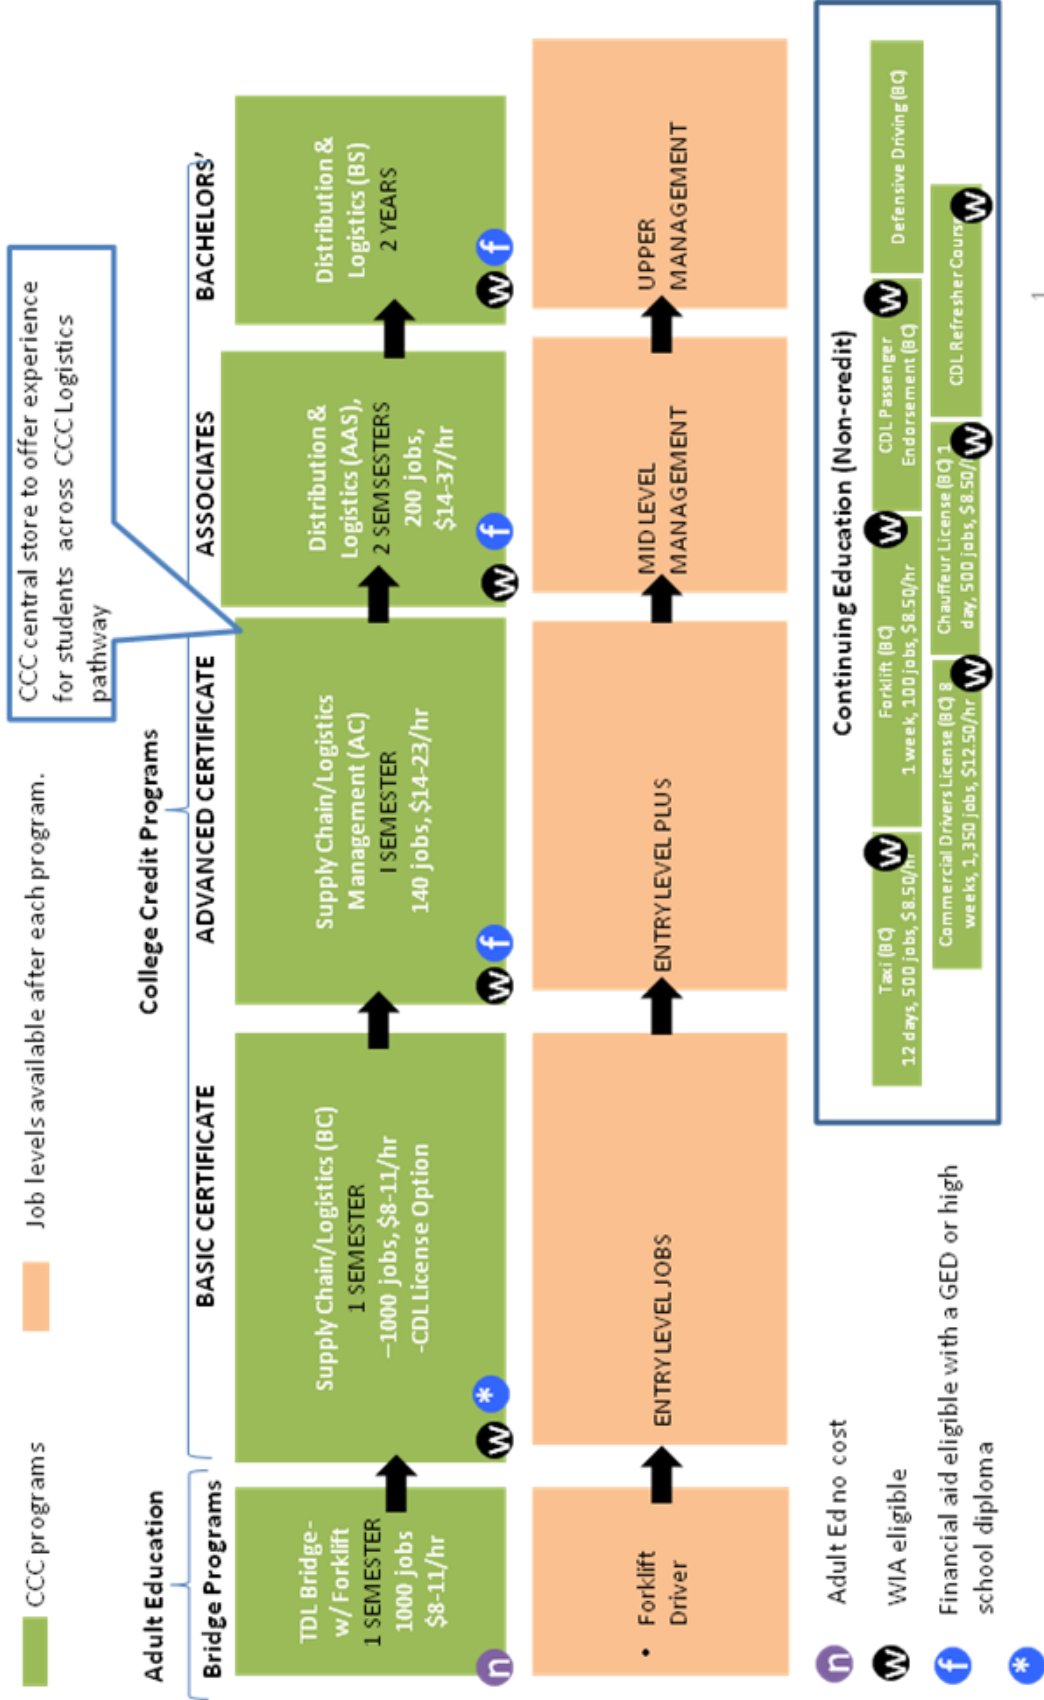 CCC programs
Job levels available after each program.
CCC central store to offer experience
for students across CCC Logistics
pathway
Adult Education
College Credit Programs
Bridge Programs
BASIC CERTIFICATE
ADVANCED CERTIFICATE
ASSOCIATES
BACHELORS'
TDL Bridge-
w/ Forklift
1 SEMESTER
1000 jobs
$8-11/hr
n
Supply Chain/Logistics (BC)
1 SEMESTER
–1000 jobs, $8-11/hr
-CDL License Option
w
*
Supply Chain/Logistics
Management (AC)
I SEMESTER
140 jobs, $14-23/hr
w
f
Distribution &
Logistics (AAS),
2 SEMSESTERS
200 jobs,
$14-37/hr
w
f
Distribution &
Logistics (BS)
2 YEARS
w
f
• Forklift
Driver
ENTRY LEVEL JOBS
ENTRY LEVEL PLUS
MID LEVEL
MANAGEMENT
UPPER
MANAGEMENT
n
Adult Ed no cost
w
WIA eligible
f
Financial aid eligible with a GED or high
school diploma
*
Continuing Education (Non-credit)
Taxi (BC)
12 days, 500 jobs, $8.50/hr
w
Forklift (BC)
1 week, 100 jobs, $8.50/hr
w
CDL Passenger
Endorsement (BC)
w
Defensive Driving (BC)
Commercial Drivers License (BC) 8
weeks, 1,350 jobs, $12.50/hr
w
Chauffeur License (BC) 1
day, 500 jobs, $8.50/
w
CDL Refresher Course
w
1